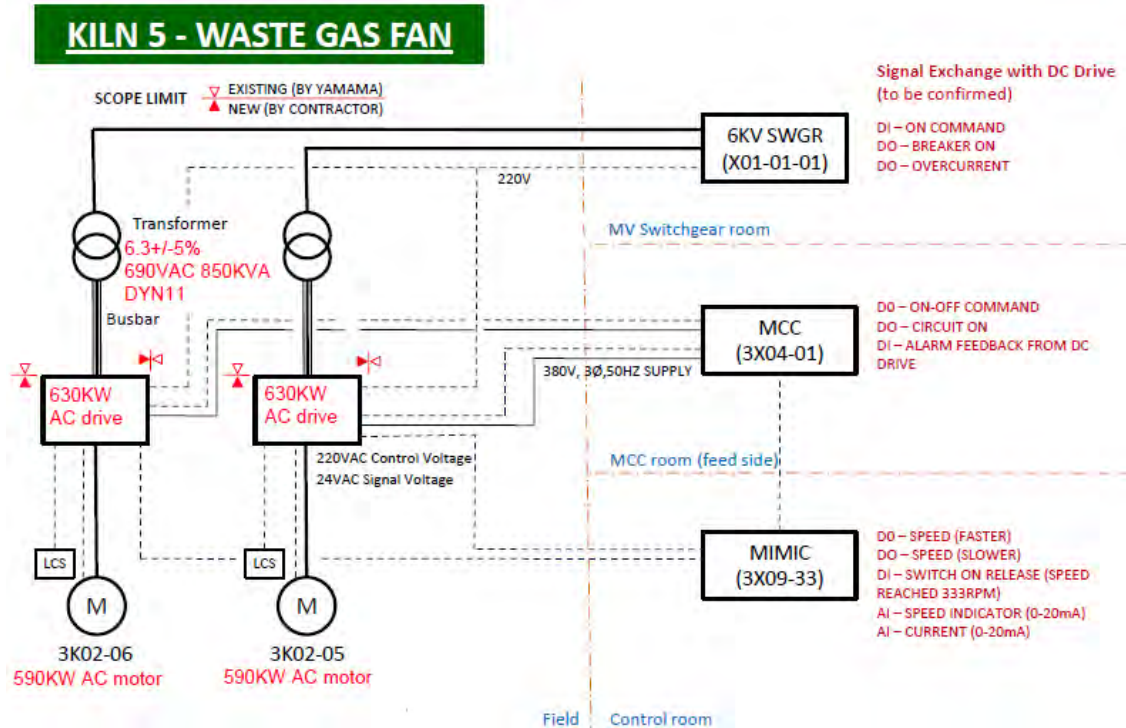 KILN 5 - WASTE GAS FAN
SCOPE LIMIT
EXISTING (BY YAMAMA)
NEW (BY CONTRACTOR)
Signal Exchange with DC Drive
(to be confirmed)
6KV SWGR
(X01-01-01)
DI – ON COMMAND
DO – BREAKER ON
DO – OVERCURRENT
220V
Transformer
6.3+/-5%
690VAC 850KVA
DYN11
Busbar
MV Switchgear room
MCC
(3X04-01)
DO – ON-OFF COMMAND
DO – CIRCUIT ON
DI – ALARM FEEDBACK FROM DC
DRIVE
380V, 3Ø,50HZ SUPPLY
630KW
AC drive
630KW
AC drive
220VAC Control Voltage
24VAC Signal Voltage
MCC room (feed side)
MIMIC
(3X09-33)
DO – SPEED (FASTER)
DO – SPEED (SLOWER)
DI – SWITCH ON RELEASE (SPEED
REACHED 333RPM)
AI – SPEED INDICATOR (0-20mA)
AI – CURRENT (0-20mA)
LCS
LCS
M
M
3K02-06
590KW AC motor
3K02-05
590KW AC motor
Field
Control room